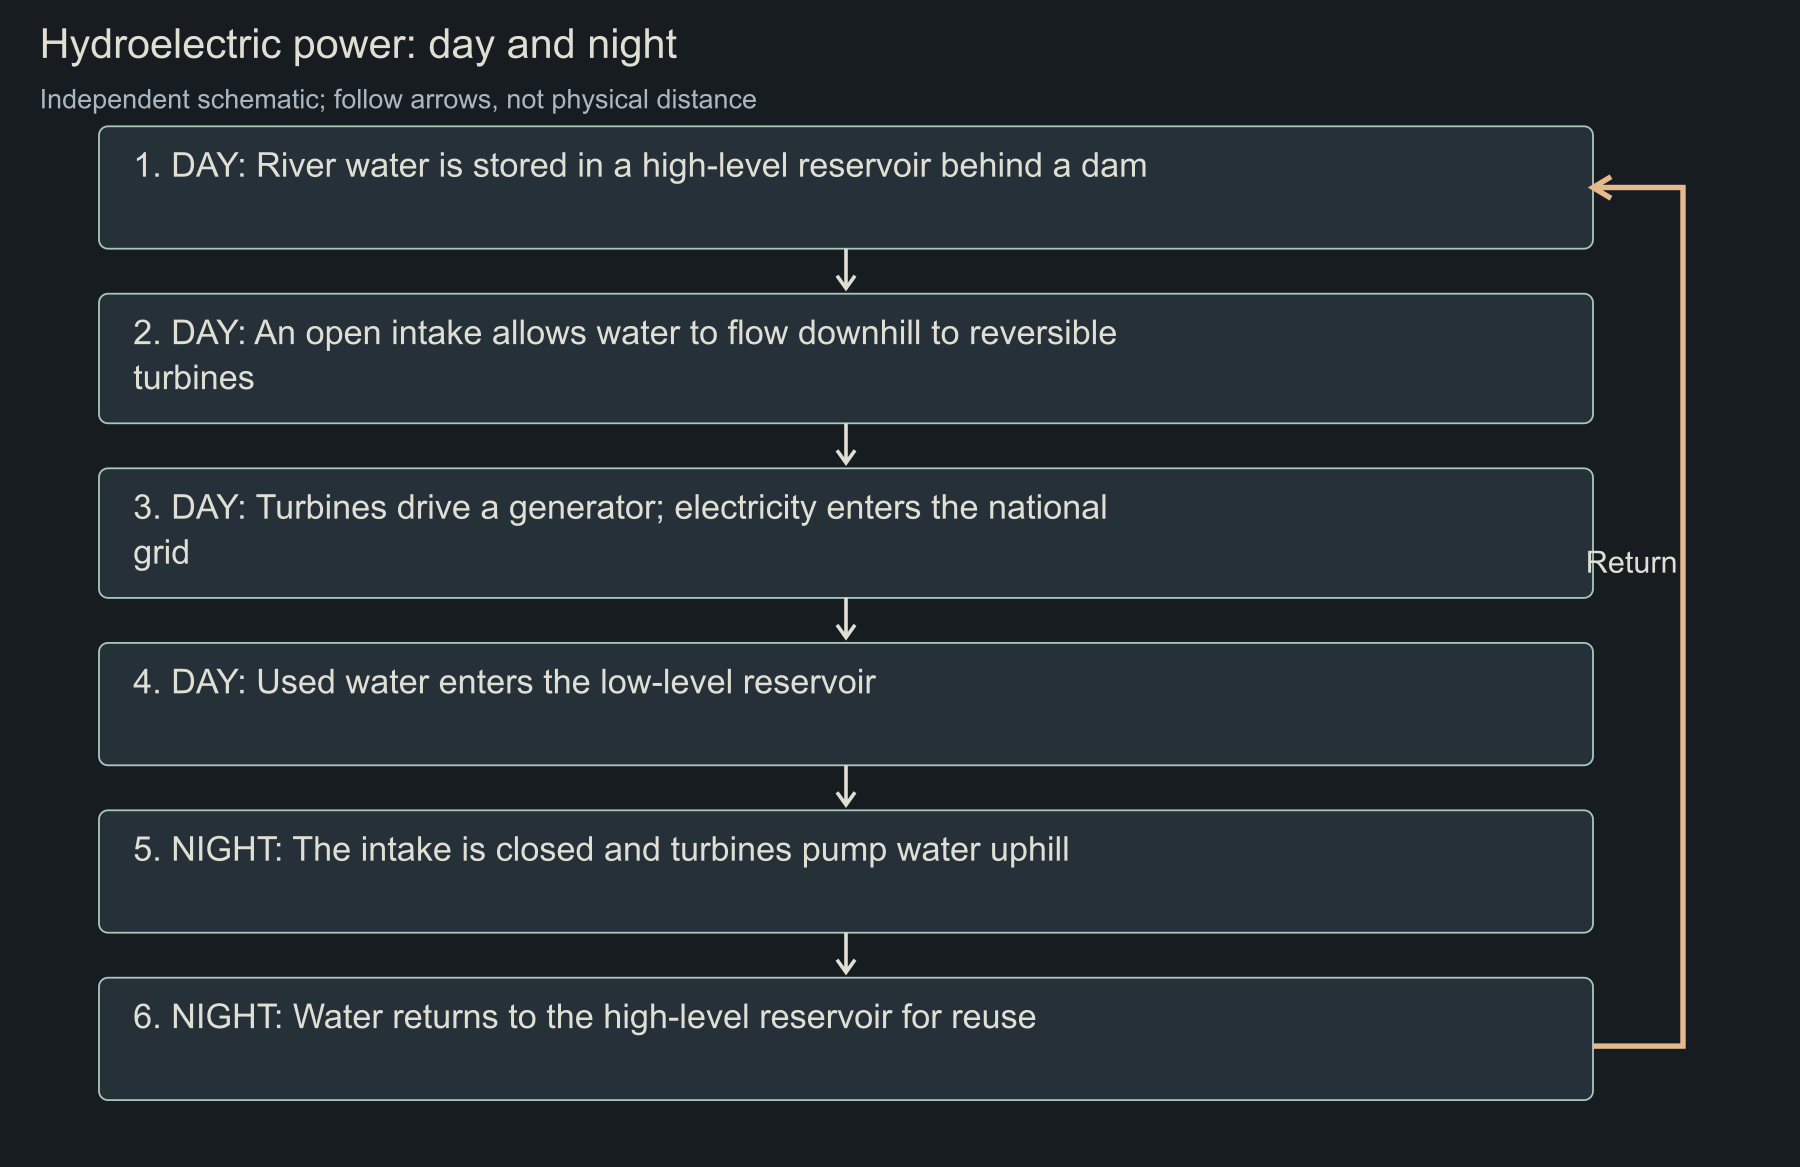 Hydroelectric power: day and night
Independent schematic; follow arrows, not physical distance
1. DAY: River water is stored in a high-level reservoir behind a dam
2. DAY: An open intake allows water to flow downhill to reversible
turbines
3. DAY: Turbines drive a generator; electricity enters the national
grid
Return
4. DAY: Used water enters the low-level reservoir
5. NIGHT: The intake is closed and turbines pump water uphill
6. NIGHT: Water returns to the high-level reservoir for reuse